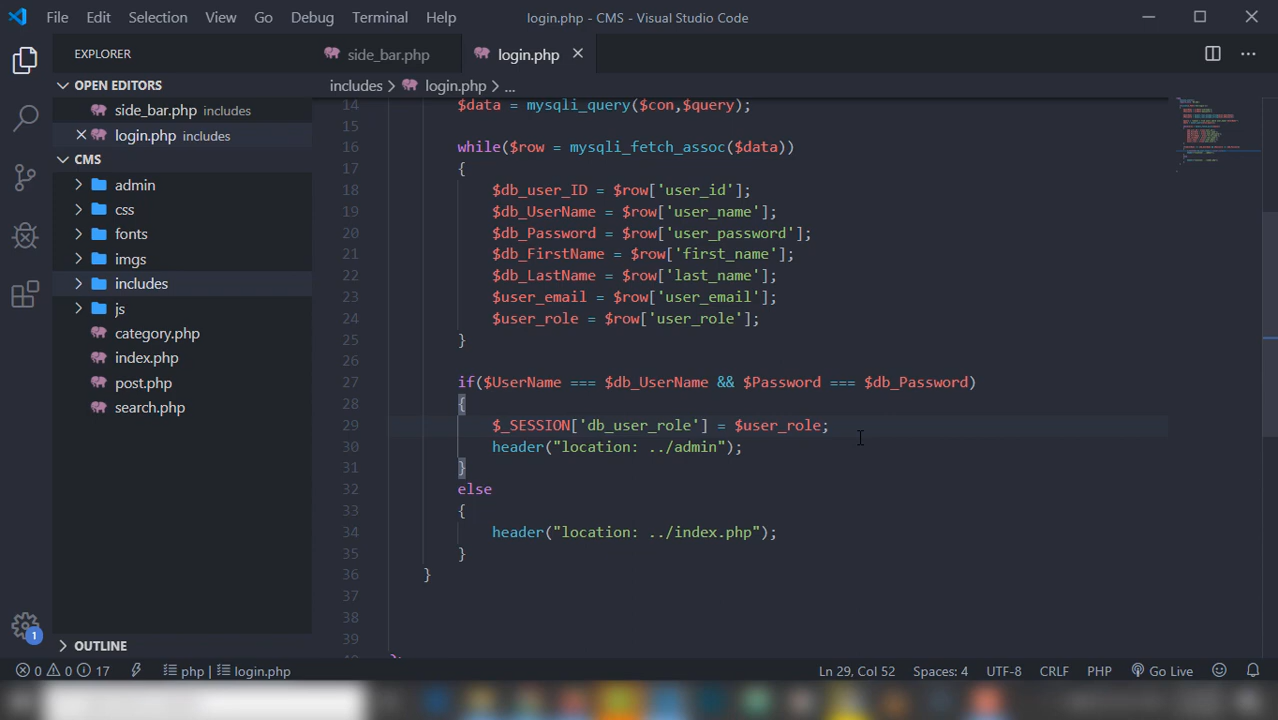 File Edit Selection View Go Debug Terminal Help login.php - CMS - Visual Studio Code
EXPLORER side_bar.php login.php
OPEN EDITORS
side_bar.php includes
login.php includes
CMS
admin
css
fonts
imgs
includes
js
category.php
index.php
post.php
search.php
OUTLINE
includes > login.php > ...
14 $data = mysqli_query($con,$query);
15
16 while($row = mysqli_fetch_assoc($data))
17 {
18 $db_user_ID = $row['user_id'];
19 $db_UserName = $row['user_name'];
20 $db_Password = $row['user_password'];
21 $db_FirstName = $row['first_name'];
22 $db_LastName = $row['last_name'];
23 $user_email = $row['user_email'];
24 $user_role = $row['user_role'];
25 }
26
27 if($UserName === $db_UserName && $Password === $db_Password)
28 {
29 $_SESSION['db_user_role'] = $user_role;
30 header("location: ../admin");
31 }
32 else
33 {
34 header("location: ../index.php");
35 }
36 }
37
38
39
1
0 0 17 php | login.php Ln 29, Col 52 Spaces: 4 UTF-8 CRLF PHP Go Live